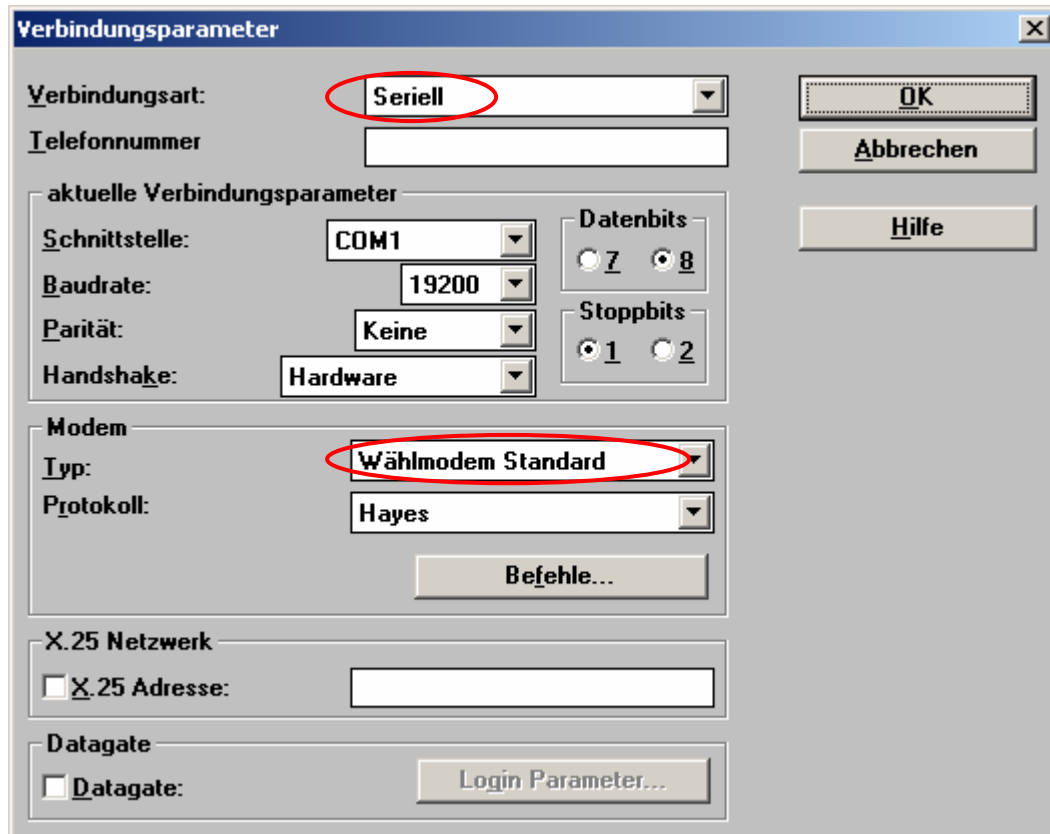 Verbindungsparameter
Verbindungsart: Seriell OK
Telefonnummer Abbrechen
aktuelle Verbindungsparameter
Schnittstelle: COM1 Datenbits Hilfe
7 8
Baudrate: 19200
Parität: Keine Stoppbits
1 2
Handshake: Hardware
Modem
Typ: Wählmodem Standard
Protokoll: Hayes
Befehle...
X.25 Netzwerk
X.25 Adresse:
Datagate
Datagate: Login Parameter...